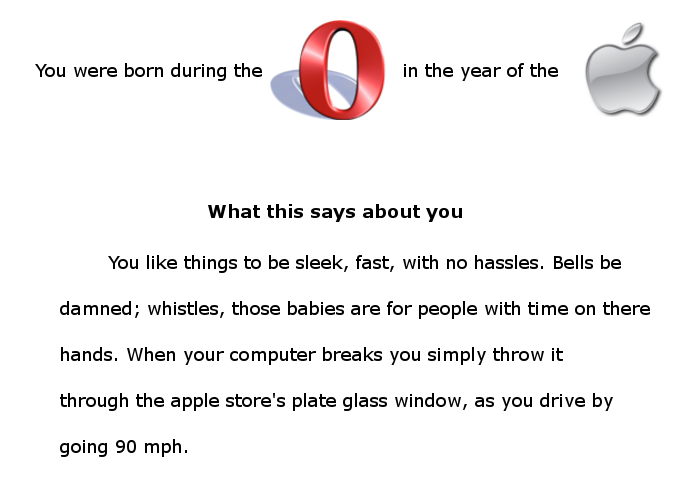 You were born during the O in the year of the
What this says about you
You like things to be sleek, fast, with no hassles. Bells be
damned; whistles, those babies are for people with time on there
hands. When your computer breaks you simply throw it
through the apple store's plate glass window, as you drive by
going 90 mph.